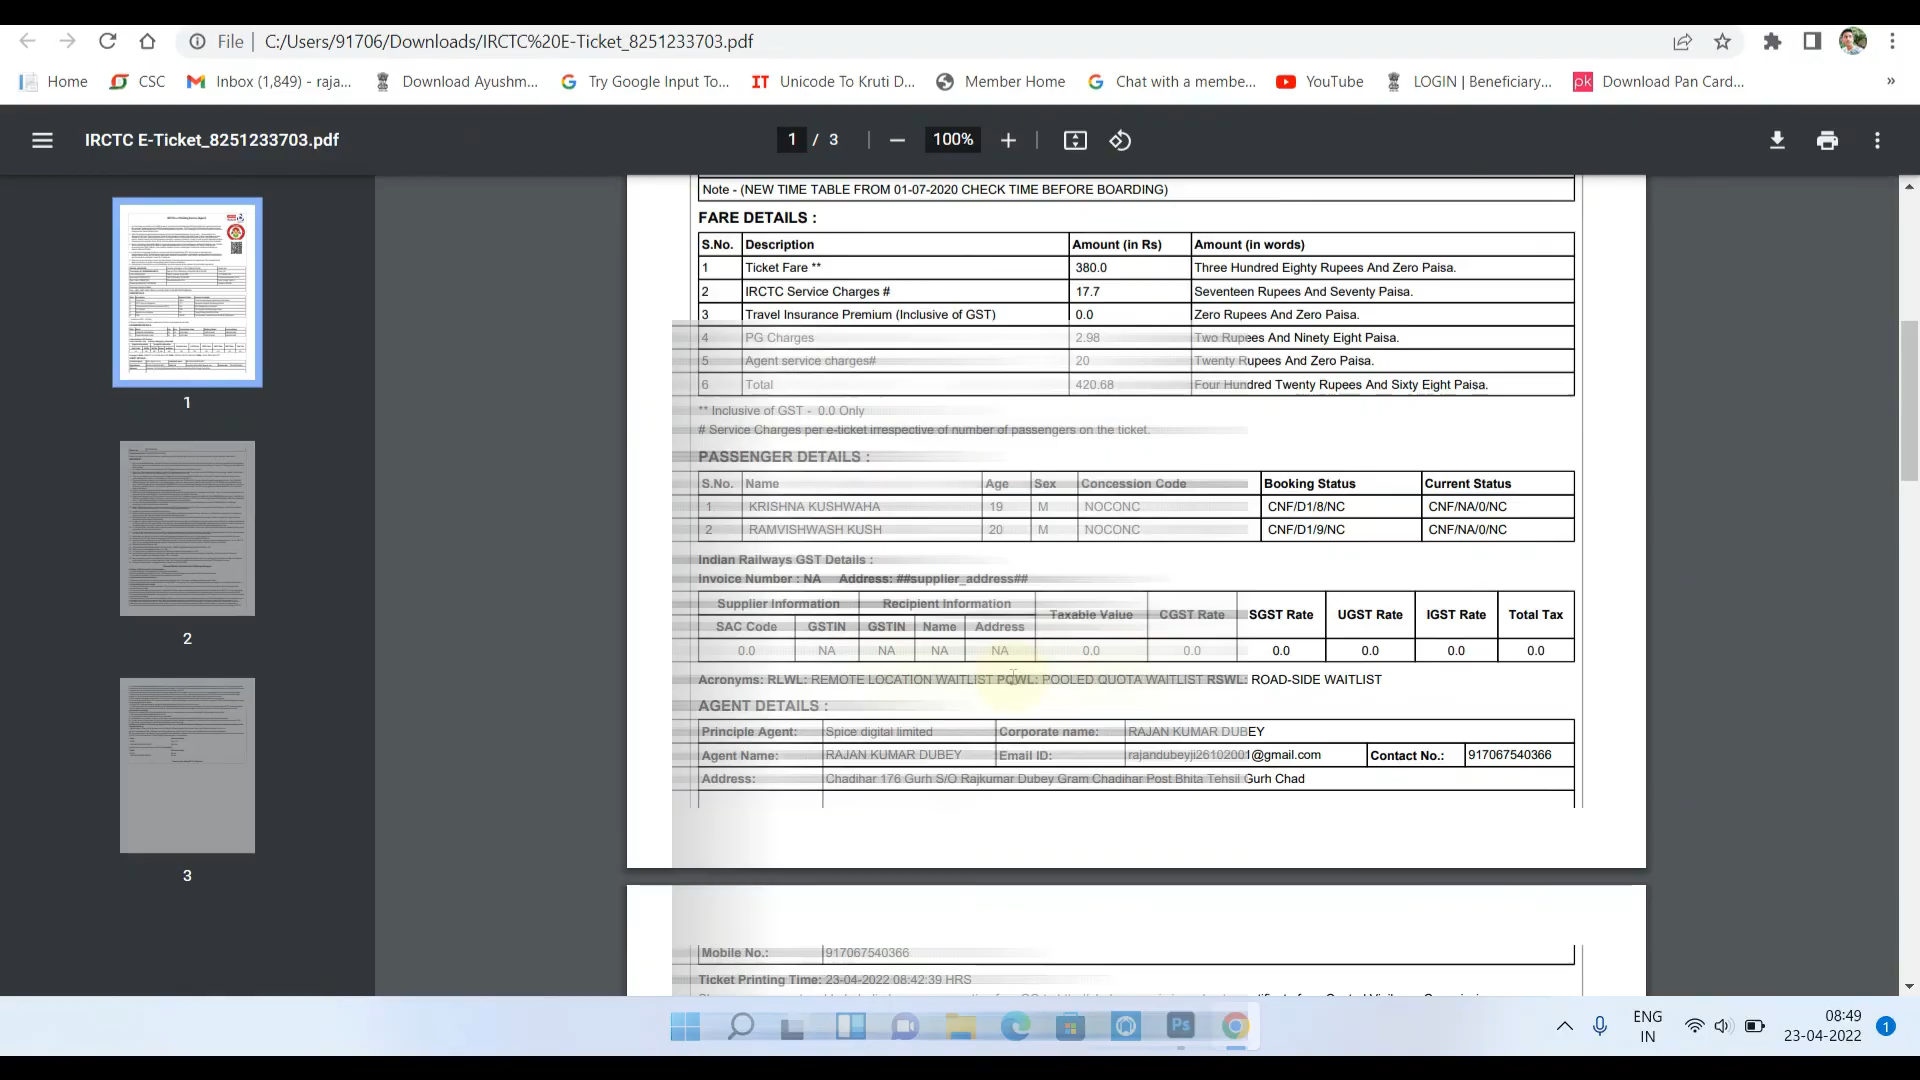 File | C:/Users/91706/Downloads/IRCTC%20E-Ticket_8251233703.pdf
Home CSC Inbox (1,849) - raja... Download Ayushm... Try Google Input To... IT Unicode To Kruti D... Member Home Chat with a membe... YouTube LOGIN | Beneficiary... pk Download Pan Card... »
IRCTC E-Ticket_8251233703.pdf 1 / 3 100%
Note - (NEW TIME TABLE FROM 01-07-2020 CHECK TIME BEFORE BOARDING)
FARE DETAILS :
S.No. Description Amount (in Rs) Amount (in words)
1 Ticket Fare ** 380.0 Three Hundred Eighty Rupees And Zero Paisa.
2 IRCTC Service Charges # 17.7 Seventeen Rupees And Seventy Paisa.
3 Travel Insurance Premium (Inclusive of GST) 0.0 Zero Rupees And Zero Paisa.
4 PG Charges 2.98 Two Rupees And Ninety Eight Paisa.
5 Agent service charges# 20 Twenty Rupees And Zero Paisa.
6 Total 420.68 Four Hundred Twenty Rupees And Sixty Eight Paisa.
** Inclusive of GST - 0.0 Only
# Service Charges per e-ticket irrespective of number of passengers on the ticket.
PASSENGER DETAILS :
S.No. Name Age Sex Concession Code Booking Status Current Status
1 KRISHNA KUSHWAHA 19 M NOCONC CNF/D1/8/NC CNF/NA/0/NC
2 RAMVISHWASH KUSH 20 M NOCONC CNF/D1/9/NC CNF/NA/0/NC
Indian Railways GST Details :
Invoice Number : NA Address: ##supplier_address##
Supplier Information Recipient Information Taxable Value CGST Rate SGST Rate UGST Rate IGST Rate Total Tax
SAC Code GSTIN GSTIN Name Address
0.0 NA NA NA NA 0.0 0.0 0.0 0.0 0.0 0.0
Acronyms: RLWL: REMOTE LOCATION WAITLIST PQWL: POOLED QUOTA WAITLIST RSWL: ROAD-SIDE WAITLIST
AGENT DETAILS :
Principle Agent: Spice digital limited Corporate name: RAJAN KUMAR DUBEY
Agent Name: RAJAN KUMAR DUBEY Email ID: rajandubeyji26102001@gmail.com Contact No.: 917067540366
Address: Chadihar 176 Gurh S/O Rajkumar Dubey Gram Chadihar Post Bhita Tehsil Gurh Chad
Mobile No.: 917067540366
Ticket Printing Time: 23-04-2022 08:42:39 HRS
1
2
3
Ps
ENG
IN
08:49
23-04-2022
1